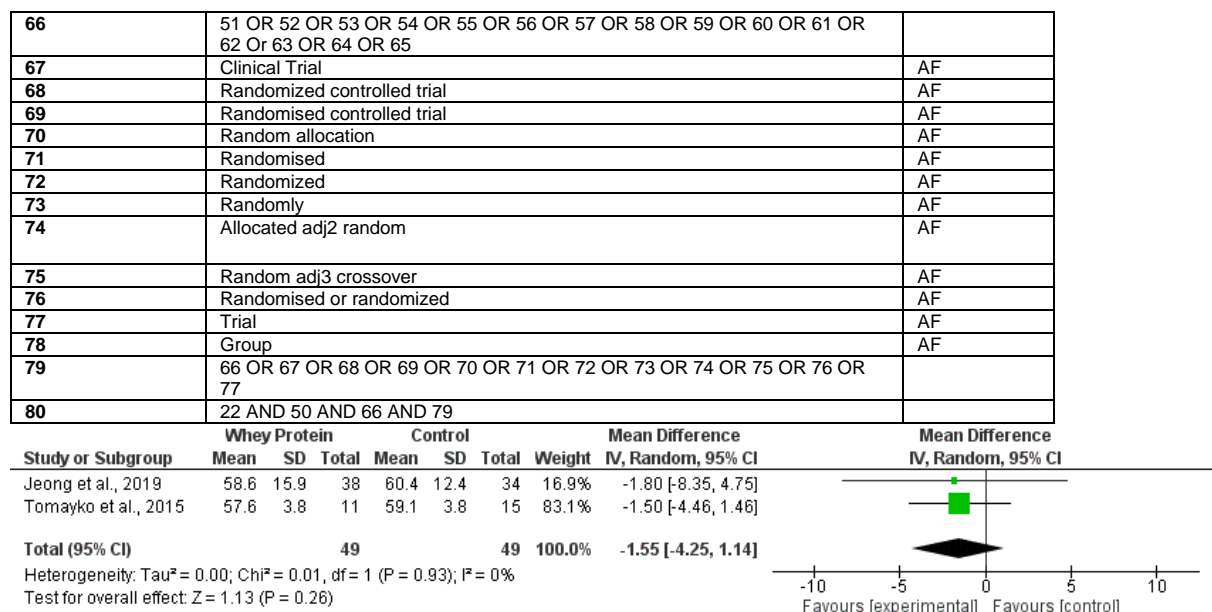 66 51 OR 52 OR 53 OR 54 OR 55 OR 56 OR 57 OR 58 OR 59 OR 60 OR 61 OR
62 Or 63 OR 64 OR 65
67 Clinical Trial AF
68 Randomized controlled trial AF
69 Randomised controlled trial AF
70 Random allocation AF
71 Randomised AF
72 Randomized AF
73 Randomly AF
74 Allocated adj2 random AF
75 Random adj3 crossover AF
76 Randomised or randomized AF
77 Trial AF
78 Group AF
79 66 OR 67 OR 68 OR 69 OR 70 OR 71 OR 72 OR 73 OR 74 OR 75 OR 76 OR
77
80 22 AND 50 AND 66 AND 79
Whey Protein Control Mean Difference Mean Difference
Study or Subgroup Mean SD Total Mean SD Total Weight IV, Random, 95% CI IV, Random, 95% CI
Jeong et al., 2019 58.6 15.9 38 60.4 12.4 34 16.9% -1.80 [-8.35, 4.75]
Tomayko et al., 2015 57.6 3.8 11 59.1 3.8 15 83.1% -1.50 [-4.46, 1.46]
Total (95% CI) 49 49 100.0% -1.55 [-4.25, 1.14]
Heterogeneity: Tau² = 0.00; Chi² = 0.01, df = 1 (P = 0.93); I² = 0%
Test for overall effect: Z = 1.13 (P = 0.26)
-10 -5 0 5 10
Favours [experimental] Favours [control]